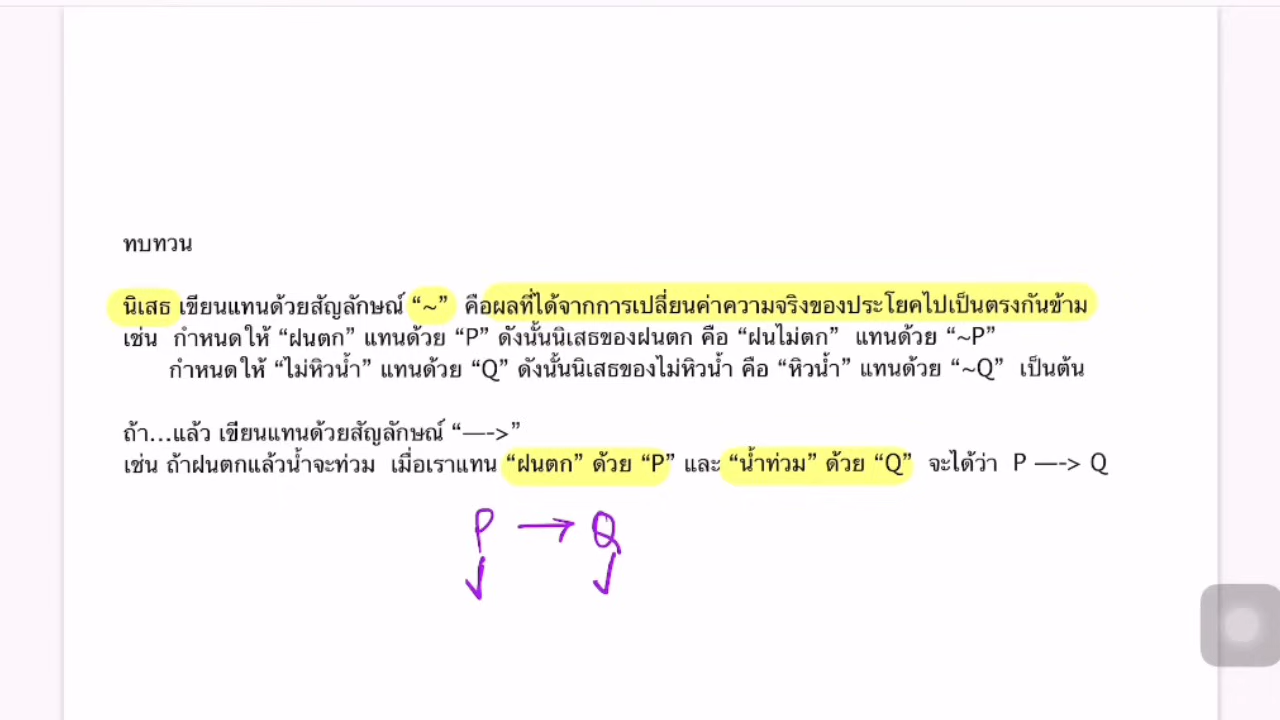 ทบทวน
นิเสธ เขียนแทนด้วยสัญลักษณ์ “~” คือผลที่ได้จากการเปลี่ยนค่าความจริงของประโยคไปเป็นตรงกันข้าม
เช่น กำหนดให้ “ฝนตก” แทนด้วย “P” ดังนั้นนิเสธของฝนตก คือ “ฝนไม่ตก” แทนด้วย “~P”
กำหนดให้ “ไม่หิวน้ำ” แทนด้วย “Q” ดังนั้นนิเสธของไม่หิวน้ำ คือ “หิวน้ำ” แทนด้วย “~Q” เป็นต้น
ถ้า...แล้ว เขียนแทนด้วยสัญลักษณ์ “—->”
เช่น ถ้าฝนตกแล้วน้ำจะท่วม เมื่อเราแทน “ฝนตก” ด้วย “P” และ “น้ำท่วม” ด้วย “Q” จะได้ว่า P —-> Q
P → Q